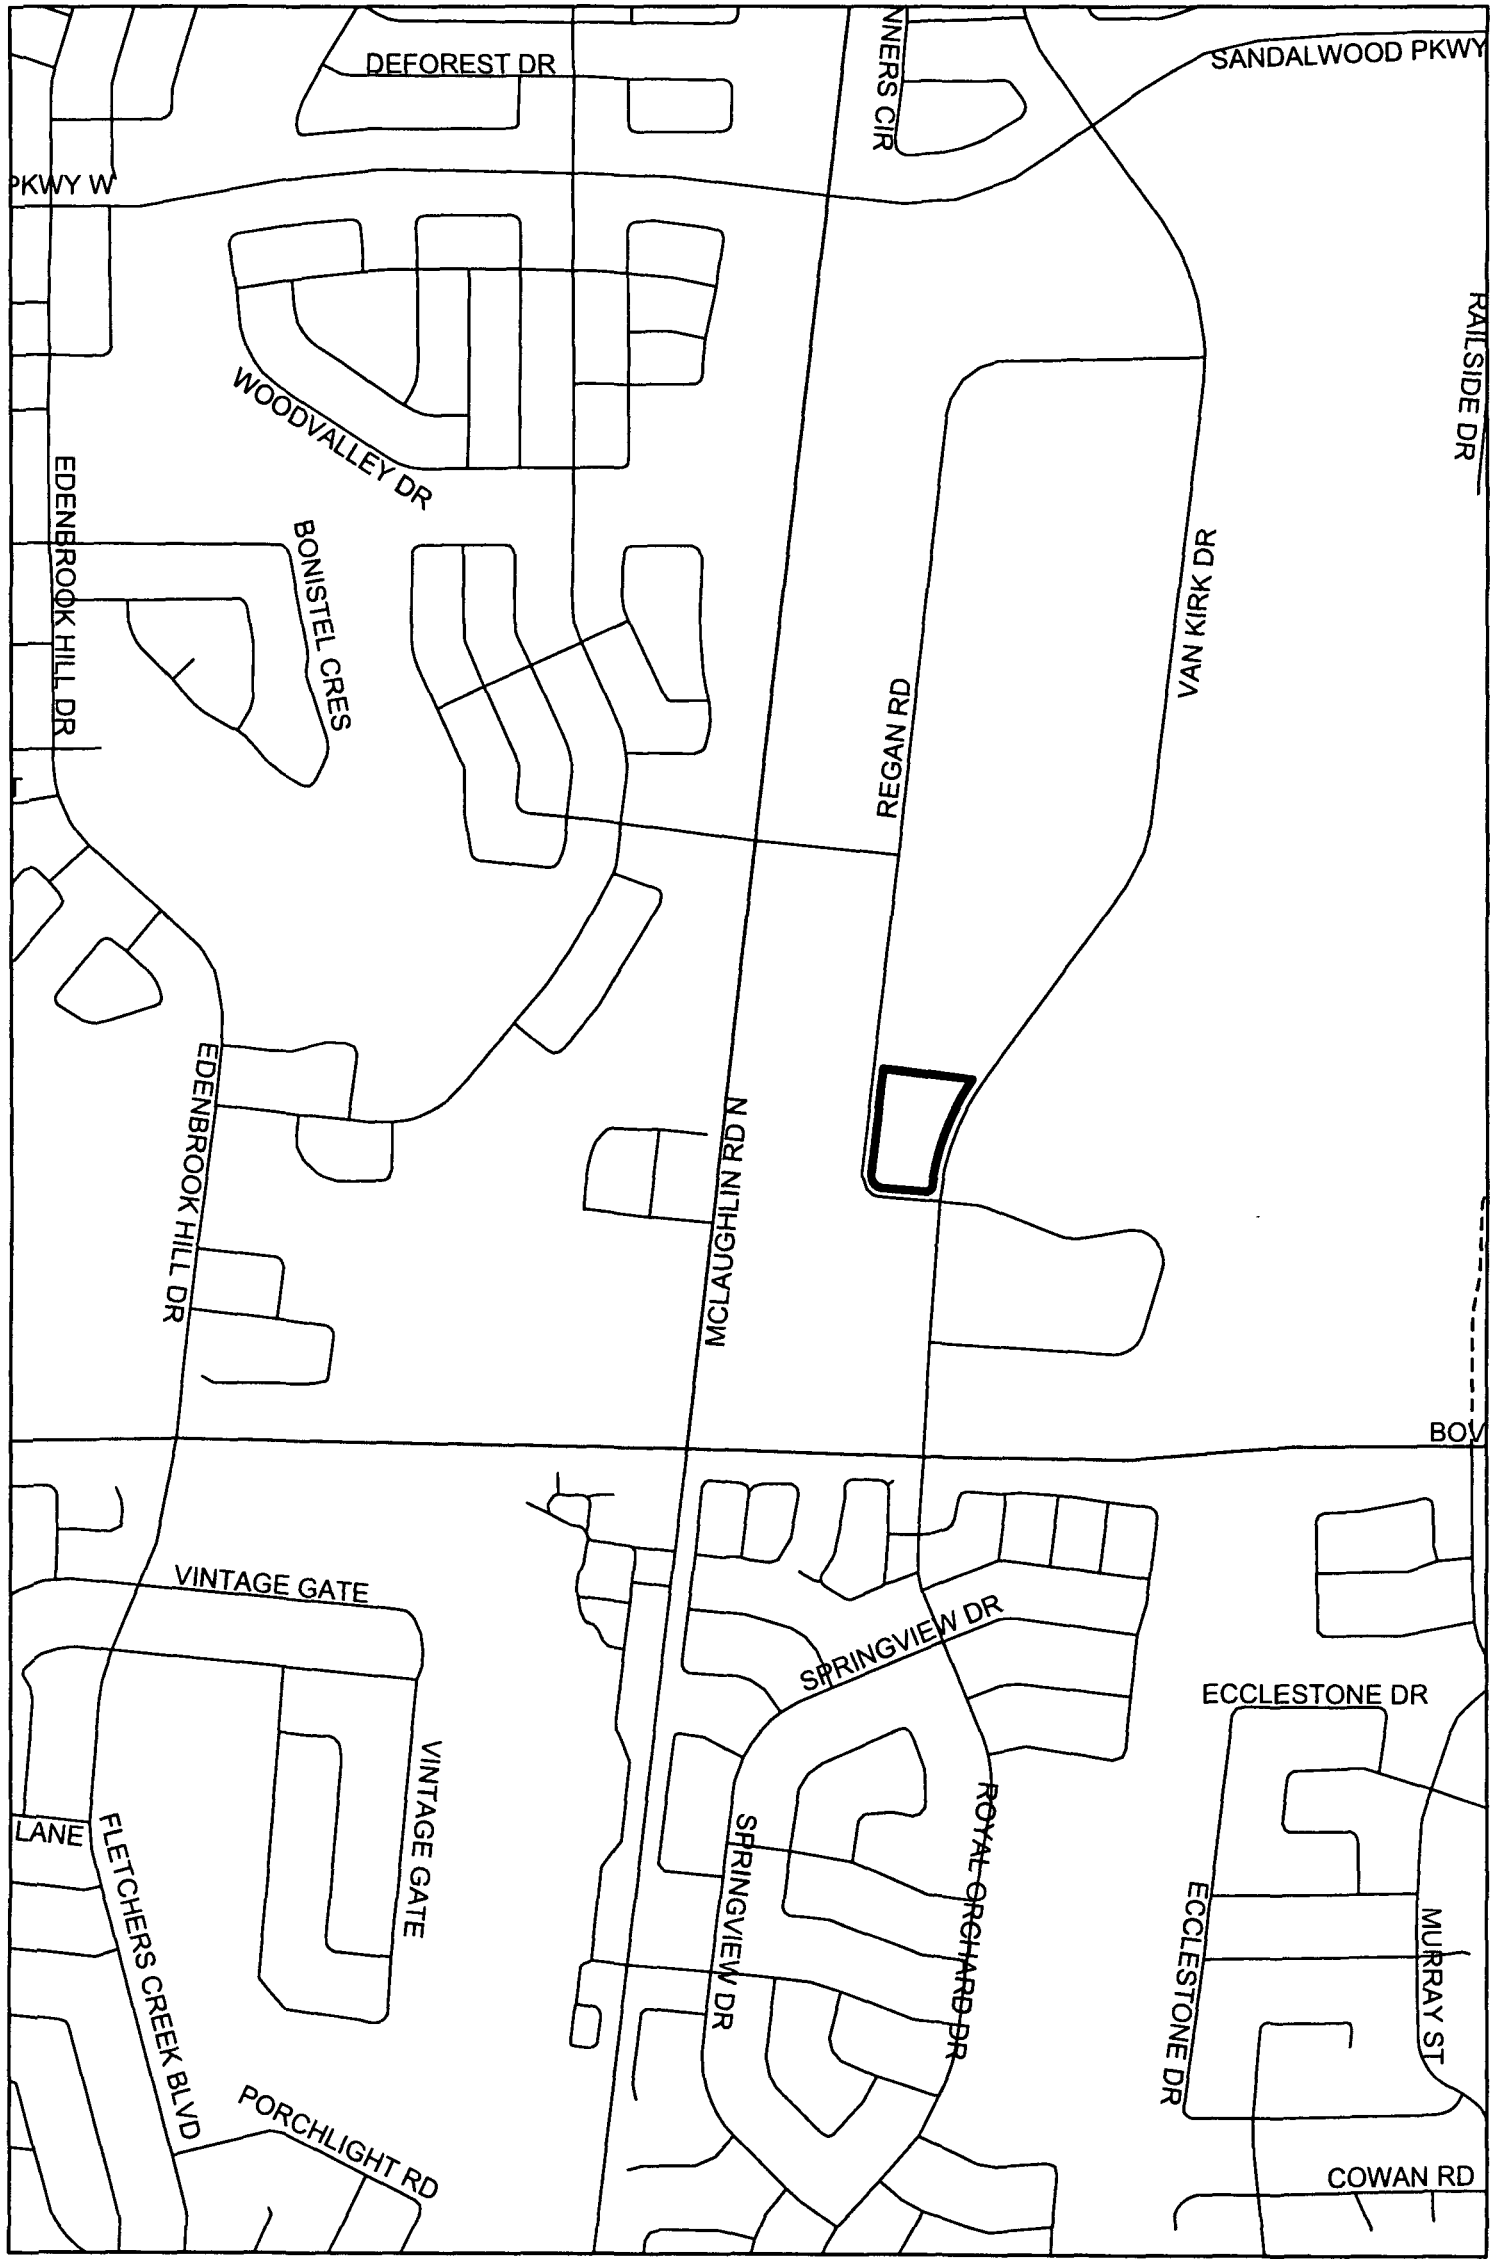 DEFOREST DR
NNERS CIR
SANDALWOOD PKWY
PKWY W
RAILSIDE DR
WOODVALLEY DR
EDENBROOK HILL DR
BONISTEL CRES
VAN KIRK DR
REGAN RD
T
EDENBROOK HILL DR
MCLAUGHLIN RD N
BOV
VINTAGE GATE
SPRINGVIEW DR
ECCLESTONE DR
VINTAGE GATE
LANE
FLETCHERS CREEK BLVD
SPRINGVIEW DR
ROYAL ORCHARD DR
ECCLESTONE DR
MURRAY ST
PORCHLIGHT RD
COWAN RD